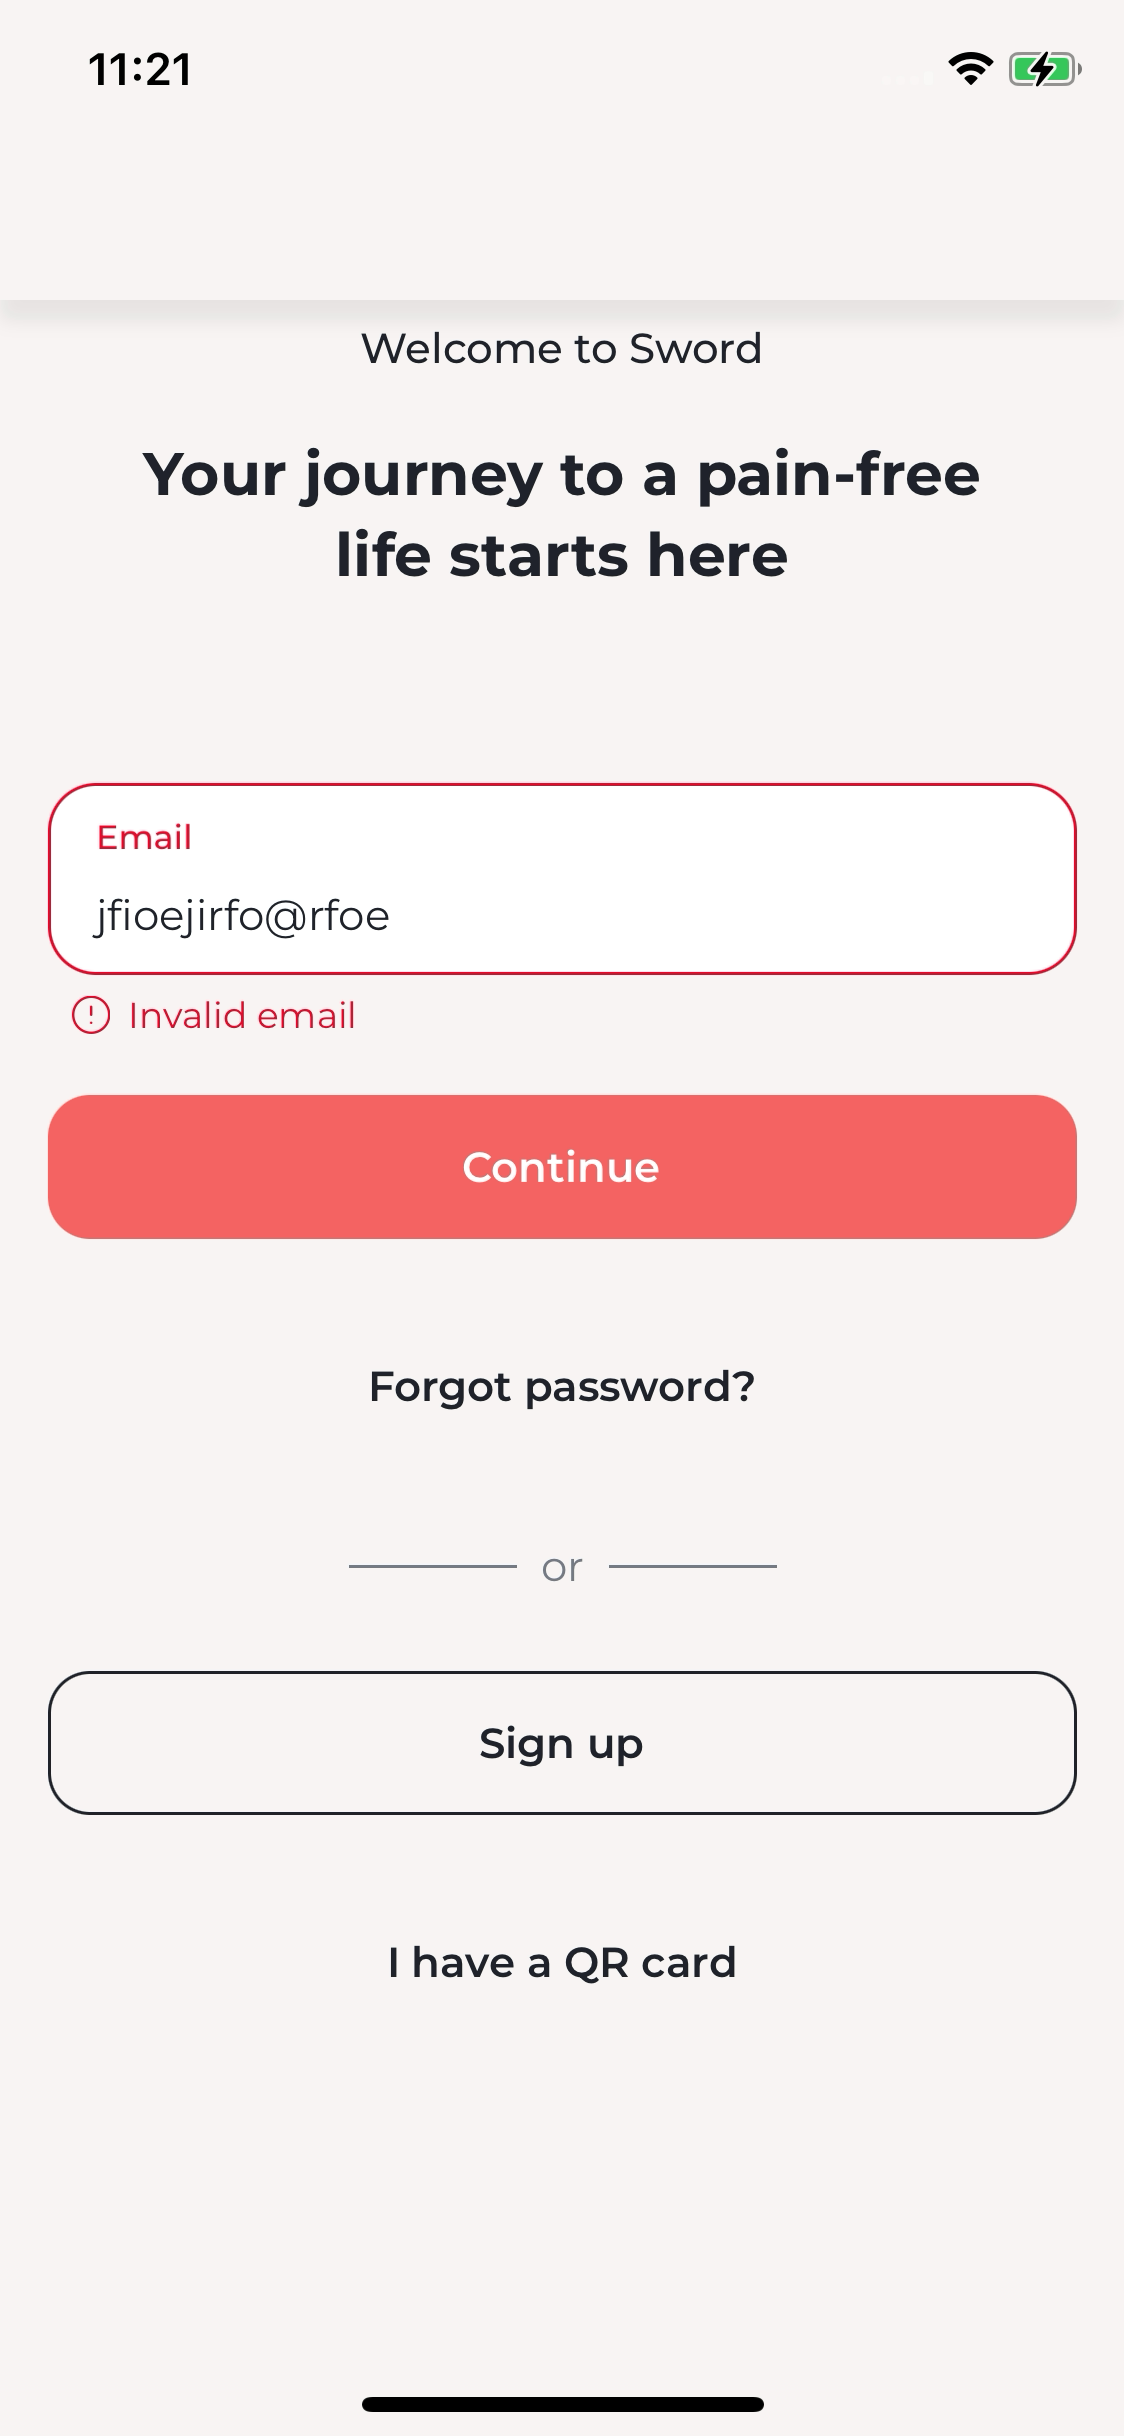 11:21
Welcome to Sword
Your journey to a pain-free
life starts here
Email
jfioejirfo@rfoe
Invalid email
Continue
Forgot password?
or
Sign up
I have a QR card